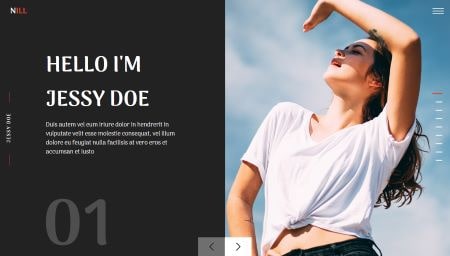 NILL
HELLO I'M
JESSY DOE
Duis autem vel eum iriure dolor in hendrerit in
vulputate velit esse molestie consequat, vel illum
dolore eu feugiat nulla facilisis at vero eros et
accumsan et iusto
JESSY DOE
01